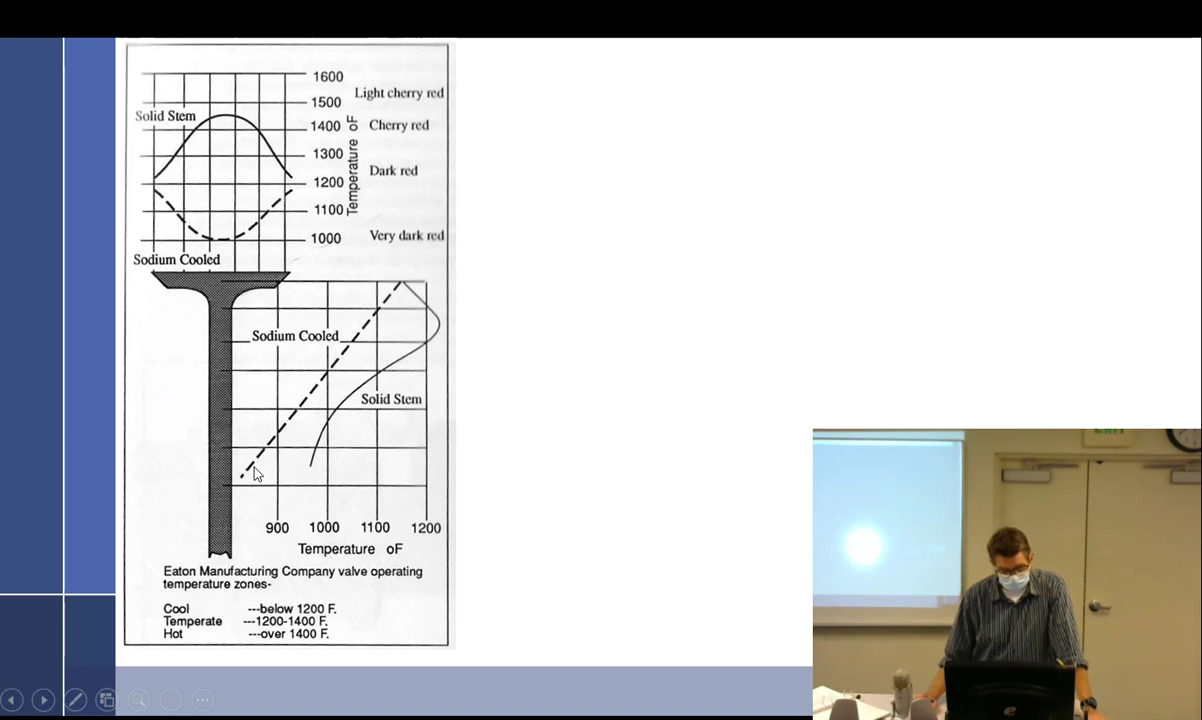 1600
Light cherry red
1500
Solid Stem
1400
Cherry red
Temperature oF
1300
Dark red
1200
1100
1000
Very dark red
Sodium Cooled
Sodium Cooled
Solid Stem
900 1000 1100 1200
Temperature oF
Eaton Manufacturing Company valve operating
temperature zones-
Cool ---below 1200 F.
Temperate ---1200-1400 F.
Hot ---over 1400 F.
EXIT
e